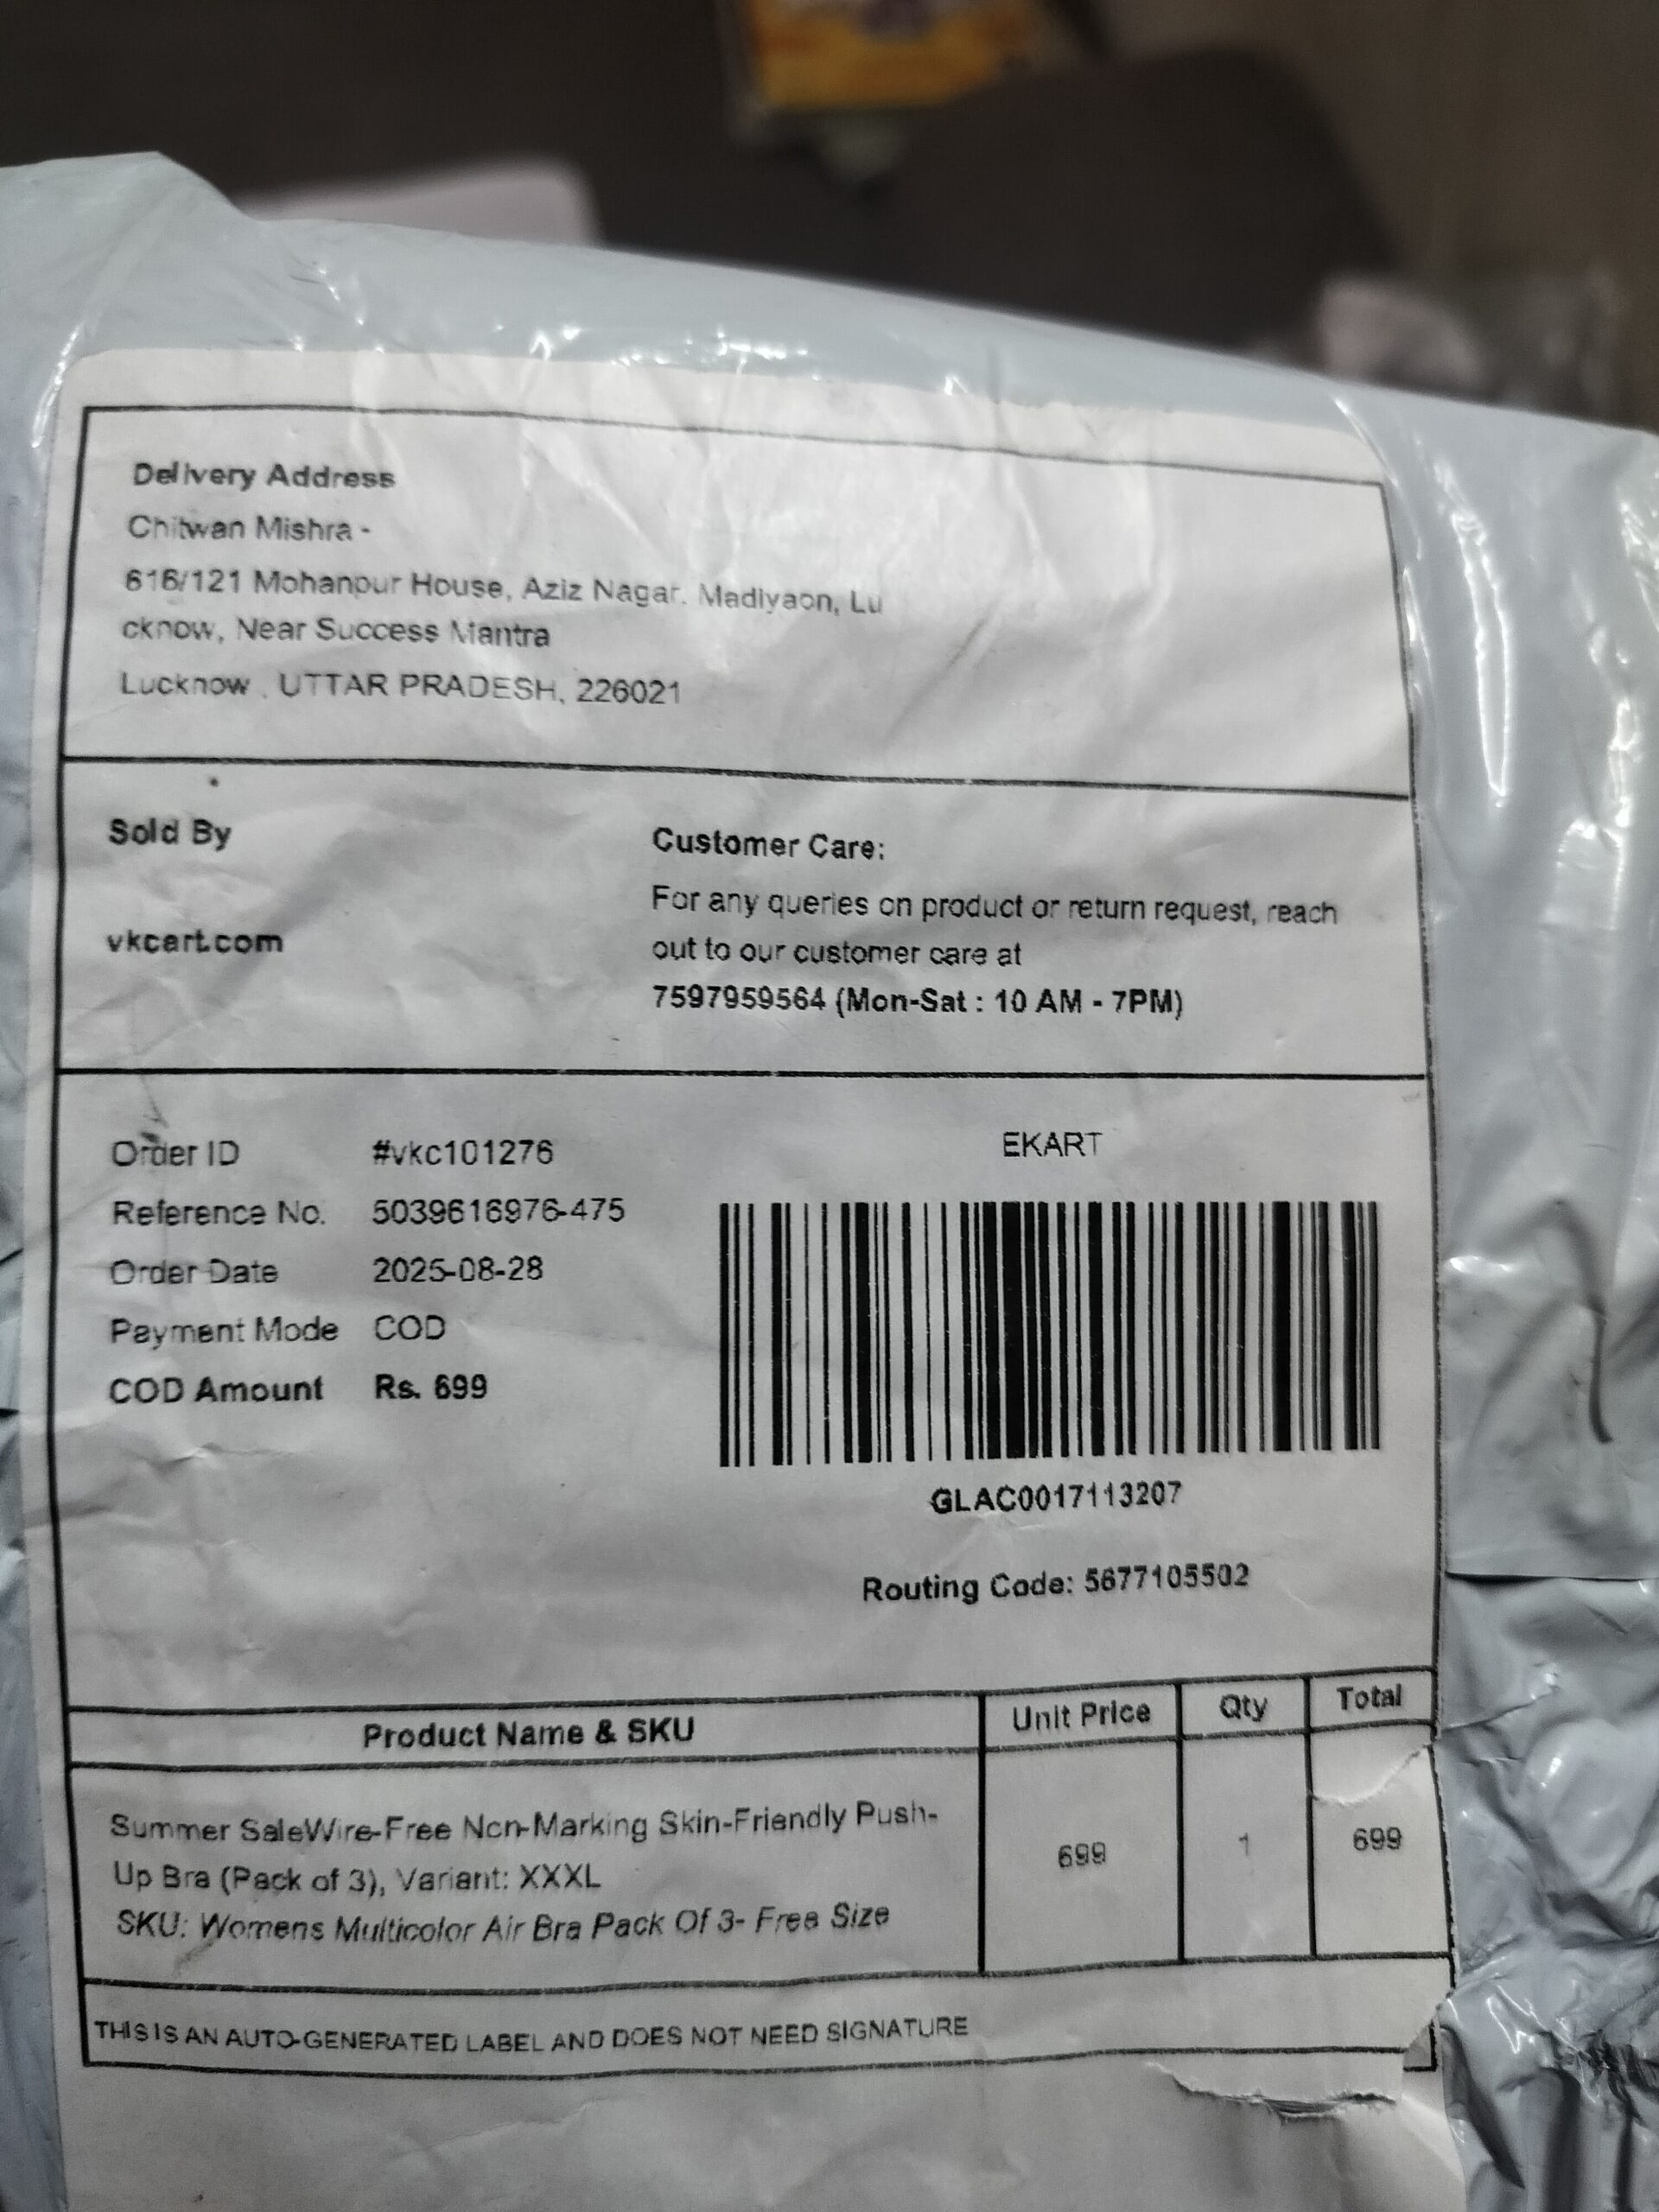 Delivery Address
Chitwan Mishra -
616/121 Mohanpur House, Aziz Nagar. Madiyaon, Lu
cknow, Near Success Mantra
Lucknow , UTTAR PRADESH, 226021
Sold By
vkcart.com
Customer Care:
For any queries on product or return request, reach
out to our customer care at
7597959564 (Mon-Sat : 10 AM - 7PM)
Order ID #vkc101276
Reference No. 5039616976-475
Order Date 2025-08-28
Payment Mode COD
COD Amount Rs. 699
EKART
GLAC0017113207
Routing Code: 5677105502
Product Name & SKU Unit Price Qty Total
Summer SaleWire-Free Non-Marking Skin-Friendly Push-
Up Bra (Pack of 3), Variant: XXXL
SKU: Womens Multicolor Air Bra Pack Of 3- Free Size
699 1 699
THIS IS AN AUTO-GENERATED LABEL AND DOES NOT NEED SIGNATURE